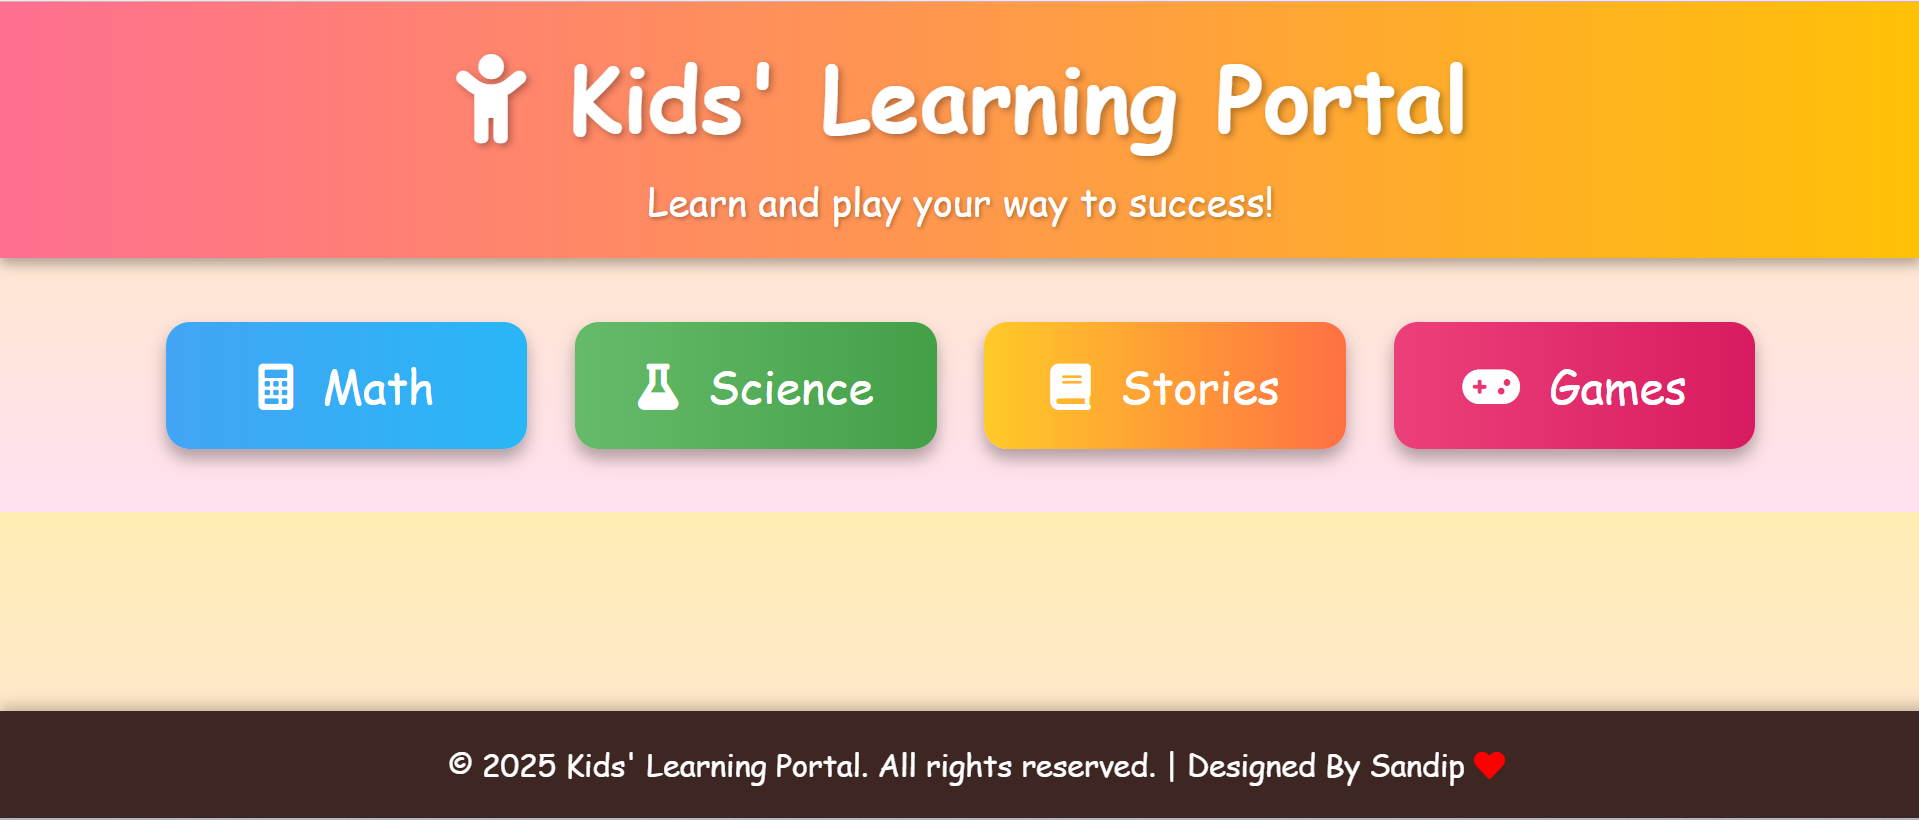 Kids' Learning Portal
Learn and play your way to success!
Math
Science
Stories
Games
© 2025 Kids' Learning Portal. All rights reserved. | Designed By Sandip